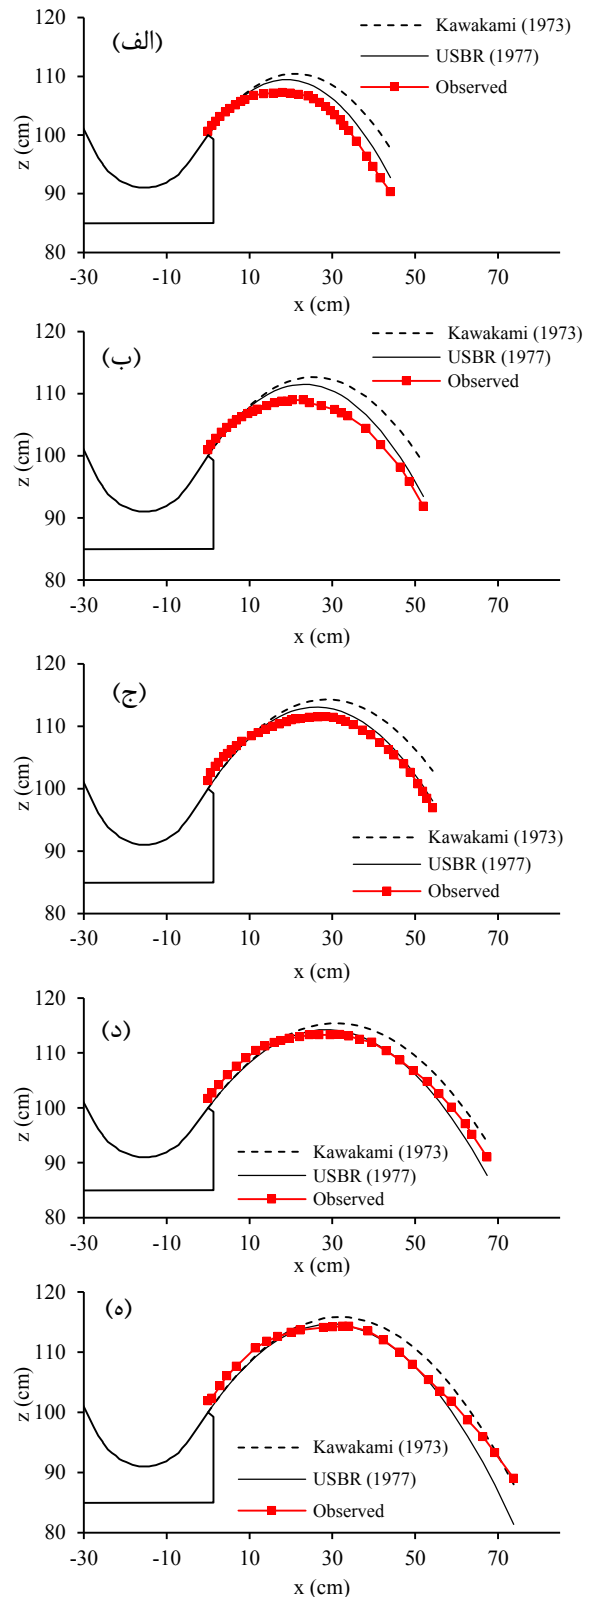 (الف)
Kawakami (1973)
USBR (1977)
Observed
120
110
100
90
80
z (cm)
-30 -10 10 30 50 70
x (cm)
(ب)
Kawakami (1973)
USBR (1977)
Observed
120
110
100
90
80
z (cm)
-30 -10 10 30 50 70
x (cm)
(ج)
120
110
100
90
80
z (cm)
Kawakami (1973)
USBR (1977)
Observed
-30 -10 10 30 50 70
x (cm)
(د)
120
110
100
90
80
z (cm)
Kawakami (1973)
USBR (1977)
Observed
-30 -10 10 30 50 70
x (cm)
(ه)
120
110
100
90
80
z (cm)
Kawakami (1973)
USBR (1977)
Observed
-30 -10 10 30 50 70
x (cm)